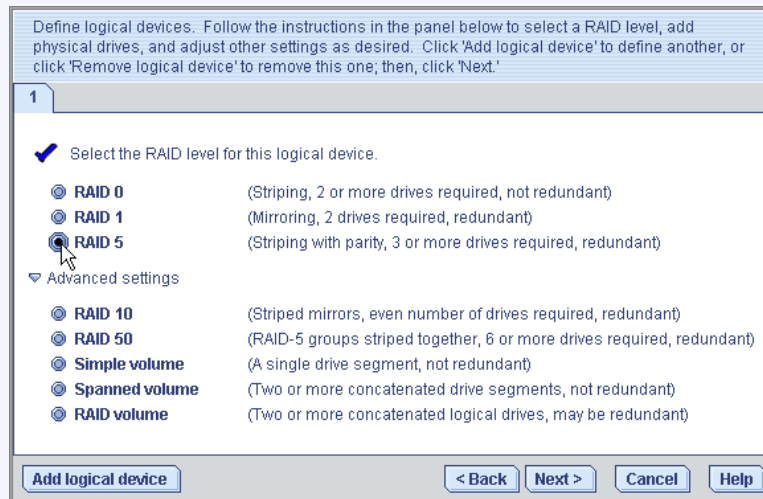 Define logical devices. Follow the instructions in the panel below to select a RAID level, add
physical drives, and adjust other settings as desired. Click 'Add logical device' to define another, or
click 'Remove logical device' to remove this one; then, click 'Next.'
1
Select the RAID level for this logical device.
RAID 0 (Striping, 2 or more drives required, not redundant)
RAID 1 (Mirroring, 2 drives required, redundant)
RAID 5 (Striping with parity, 3 or more drives required, redundant)
Advanced settings
RAID 10 (Striped mirrors, even number of drives required, redundant)
RAID 50 (RAID-5 groups striped together, 6 or more drives required, redundant)
Simple volume (A single drive segment, not redundant)
Spanned volume (Two or more concatenated drive segments, not redundant)
RAID volume (Two or more concatenated logical drives, may be redundant)
Add logical device < Back Next > Cancel Help